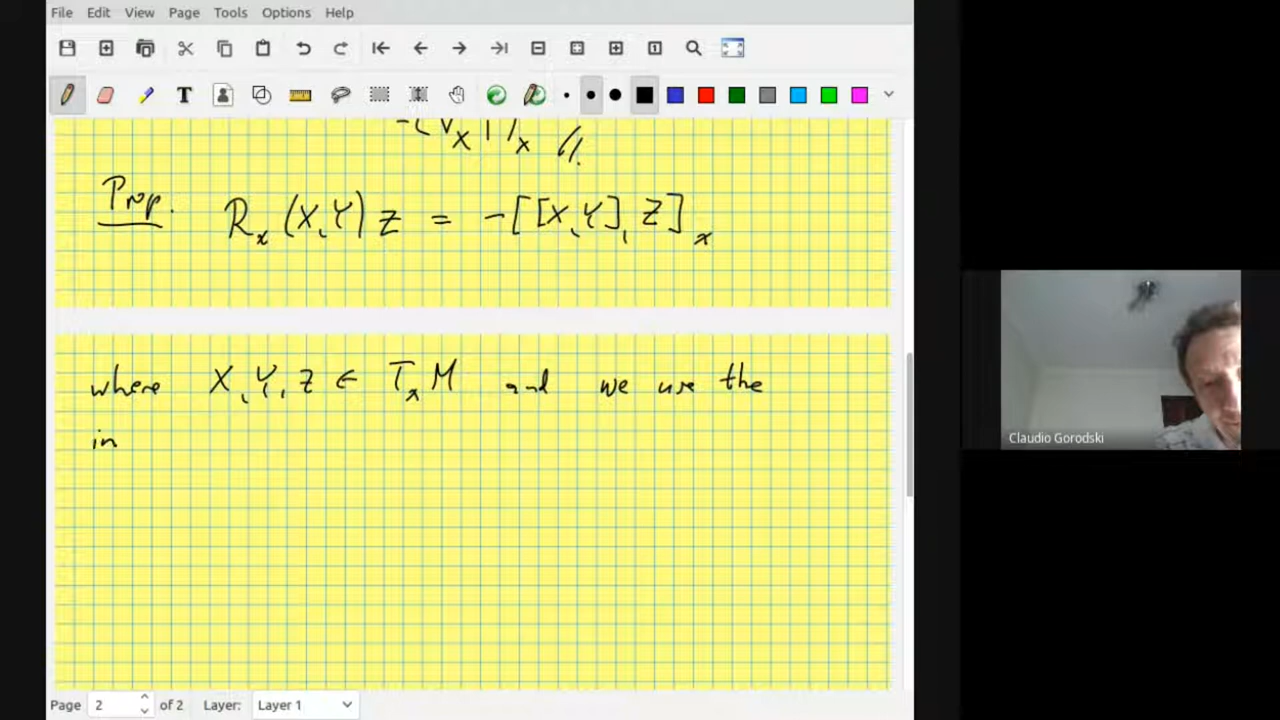 File Edit View Page Tools Options Help
Prop. R_x (X,Y) Z = -[[X,Y], Z]_x
where X, Y, Z ∈ T_x M and we use the
in
Claudio Gorodski
Page 2 of 2 Layer: Layer 1